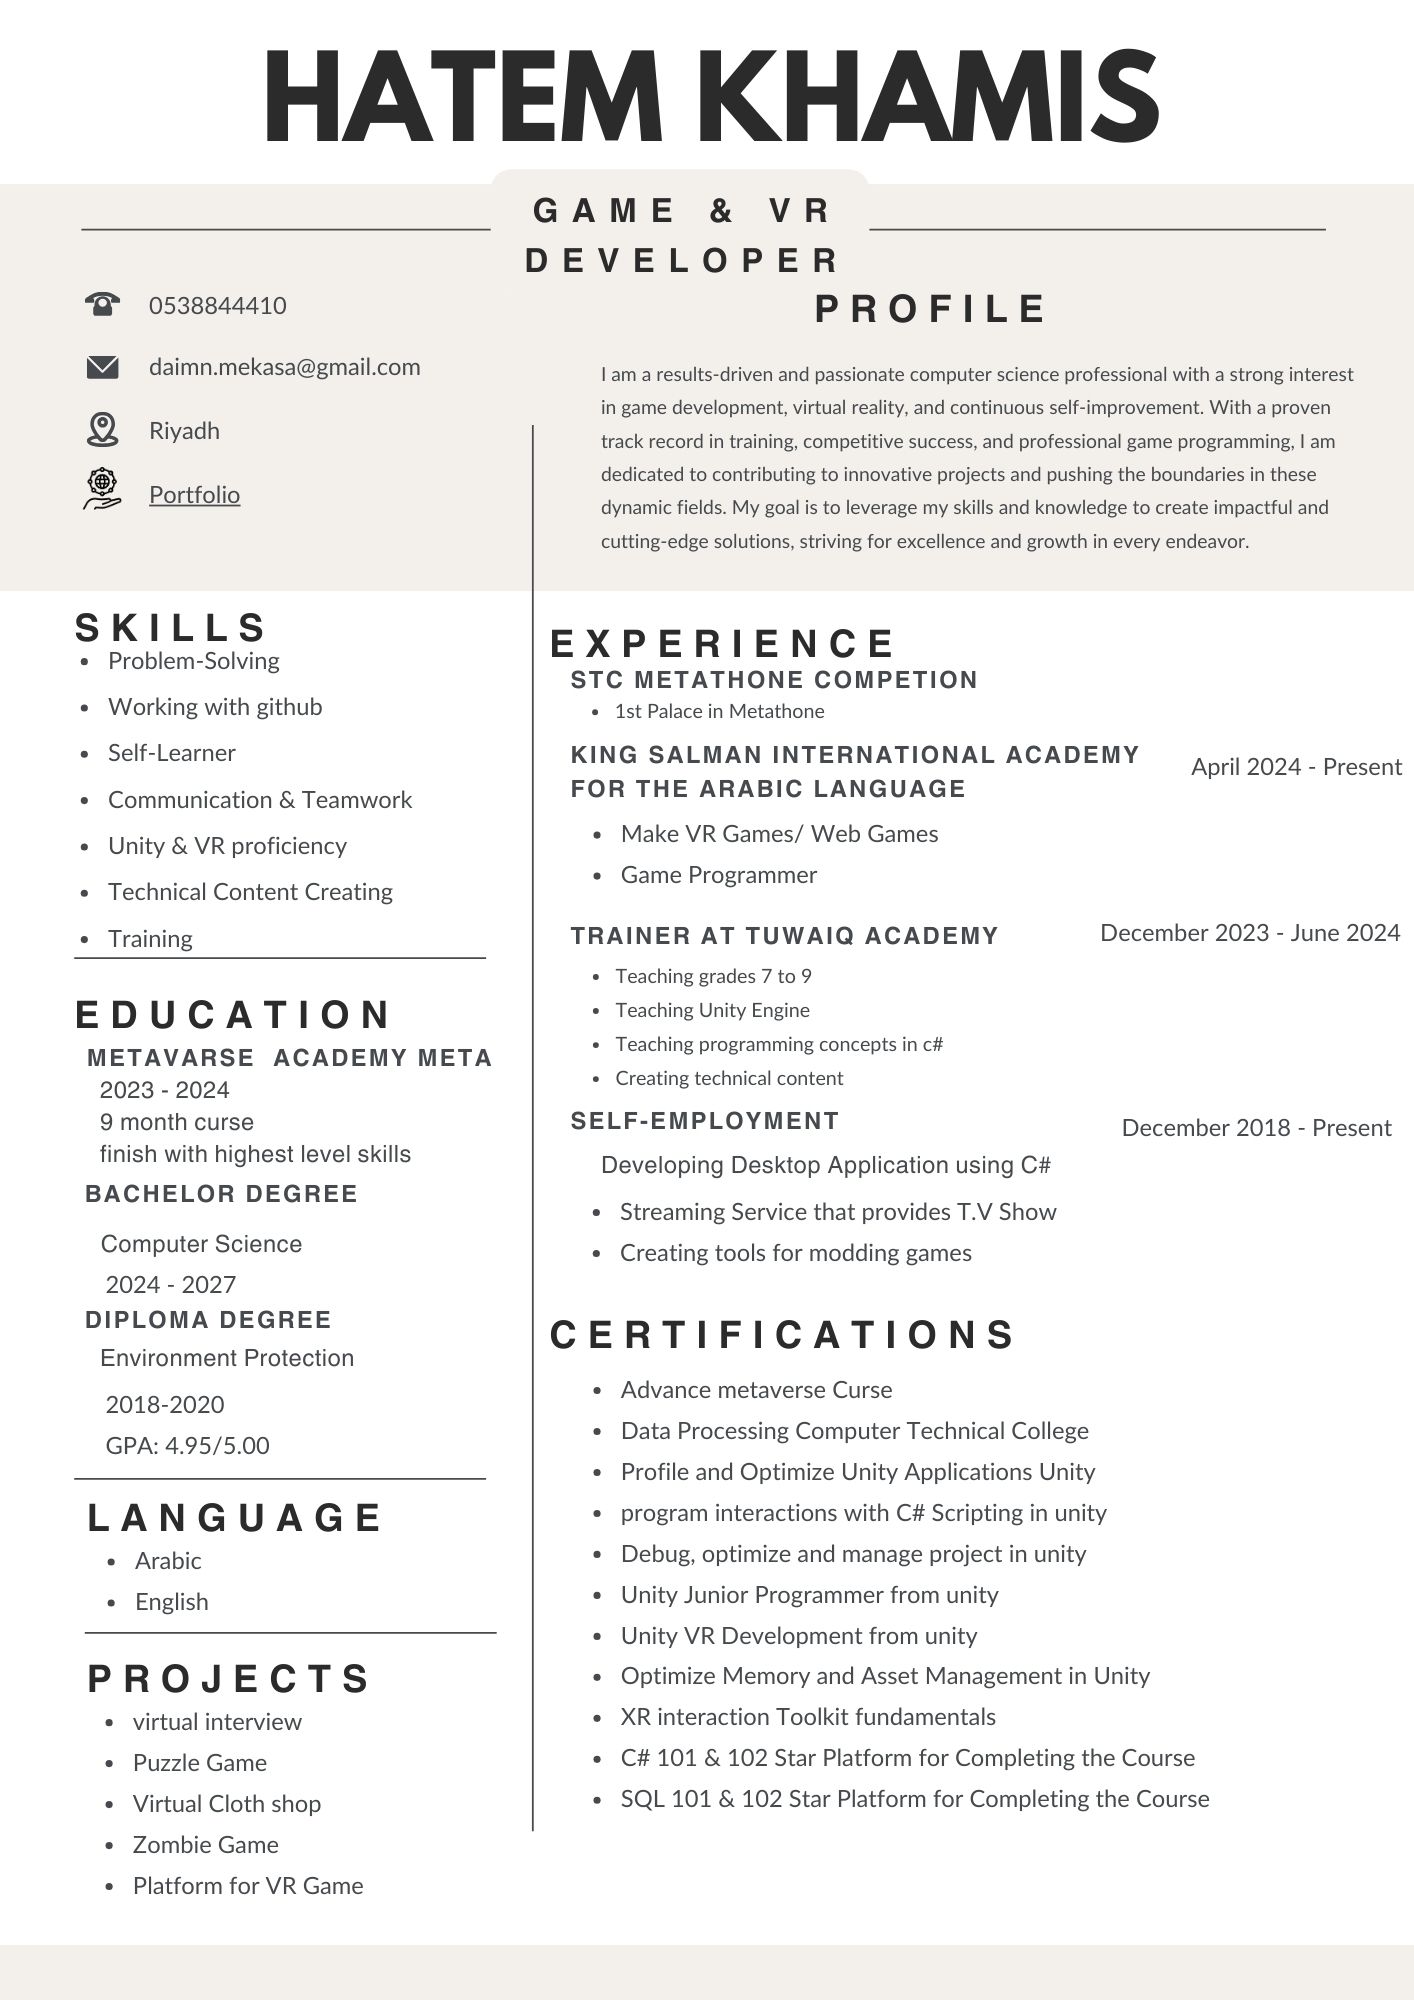 HATEM KHAMIS
GAME & VR
DEVELOPER
0538844410
daimn.mekasa@gmail.com
Riyadh
Portfolio
PROFILE
I am a results-driven and passionate computer science professional with a strong interest
in game development, virtual reality, and continuous self-improvement. With a proven
track record in training, competitive success, and professional game programming, I am
dedicated to contributing to innovative projects and pushing the boundaries in these
dynamic fields. My goal is to leverage my skills and knowledge to create impactful and
cutting-edge solutions, striving for excellence and growth in every endeavor.
SKILLS
• Problem-Solving
• Working with github
• Self-Learner
• Communication & Teamwork
• Unity & VR proficiency
• Technical Content Creating
• Training
EDUCATION
METAVARSE ACADEMY META
2023 - 2024
9 month curse
finish with highest level skills
BACHELOR DEGREE
Computer Science
2024 - 2027
DIPLOMA DEGREE
Environment Protection
2018-2020
GPA: 4.95/5.00
LANGUAGE
• Arabic
• English
PROJECTS
• virtual interview
• Puzzle Game
• Virtual Cloth shop
• Zombie Game
• Platform for VR Game
EXPERIENCE
STC METATHONE COMPETION
• 1st Palace in Metathone
KING SALMAN INTERNATIONAL ACADEMY
FOR THE ARABIC LANGUAGE
April 2024 - Present
• Make VR Games/ Web Games
• Game Programmer
TRAINER AT TUWAIQ ACADEMY
December 2023 - June 2024
• Teaching grades 7 to 9
• Teaching Unity Engine
• Teaching programming concepts in c#
• Creating technical content
SELF-EMPLOYMENT
December 2018 - Present
Developing Desktop Application using C#
• Streaming Service that provides T.V Show
• Creating tools for modding games
CERTIFICATIONS
• Advance metaverse Curse
• Data Processing Computer Technical College
• Profile and Optimize Unity Applications Unity
• program interactions with C# Scripting in unity
• Debug, optimize and manage project in unity
• Unity Junior Programmer from unity
• Unity VR Development from unity
• Optimize Memory and Asset Management in Unity
• XR interaction Toolkit fundamentals
• C# 101 & 102 Star Platform for Completing the Course
• SQL 101 & 102 Star Platform for Completing the Course